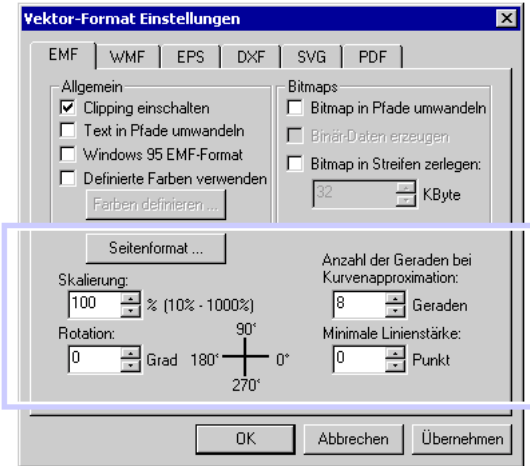 Vektor-Format Einstellungen
EMF WMF EPS DXF SVG PDF
Allgemein
Clipping einschalten
Text in Pfade umwandeln
Windows 95 EMF-Format
Definierte Farben verwenden
Farben definieren ...
Bitmaps
Bitmap in Pfade umwandeln
Binär-Daten erzeugen
Bitmap in Streifen zerlegen:
32 KByte
Seitenformat ...
Skalierung:
100 % (10% - 1000%)
Rotation:
0 Grad 180° 90° 0° 270°
Anzahl der Geraden bei
Kurvenapproximation:
8 Geraden
Minimale Linienstärke:
0 Punkt
OK Abbrechen Übernehmen